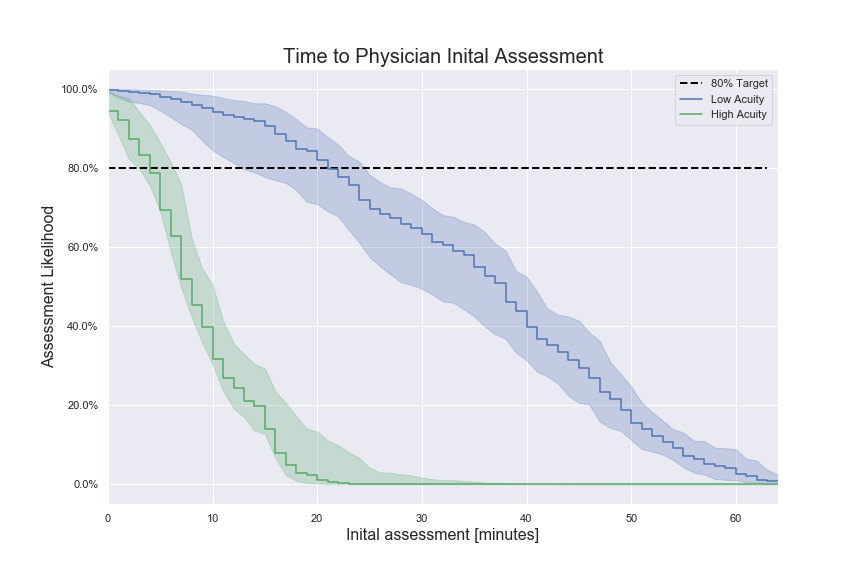 Time to Physician Inital Assessment
80% Target
Low Acuity
High Acuity
Assessment Likelihood
100.0%
80.0%
60.0%
40.0%
20.0%
0.0%
0 10 20 30 40 50 60
Inital assessment [minutes]